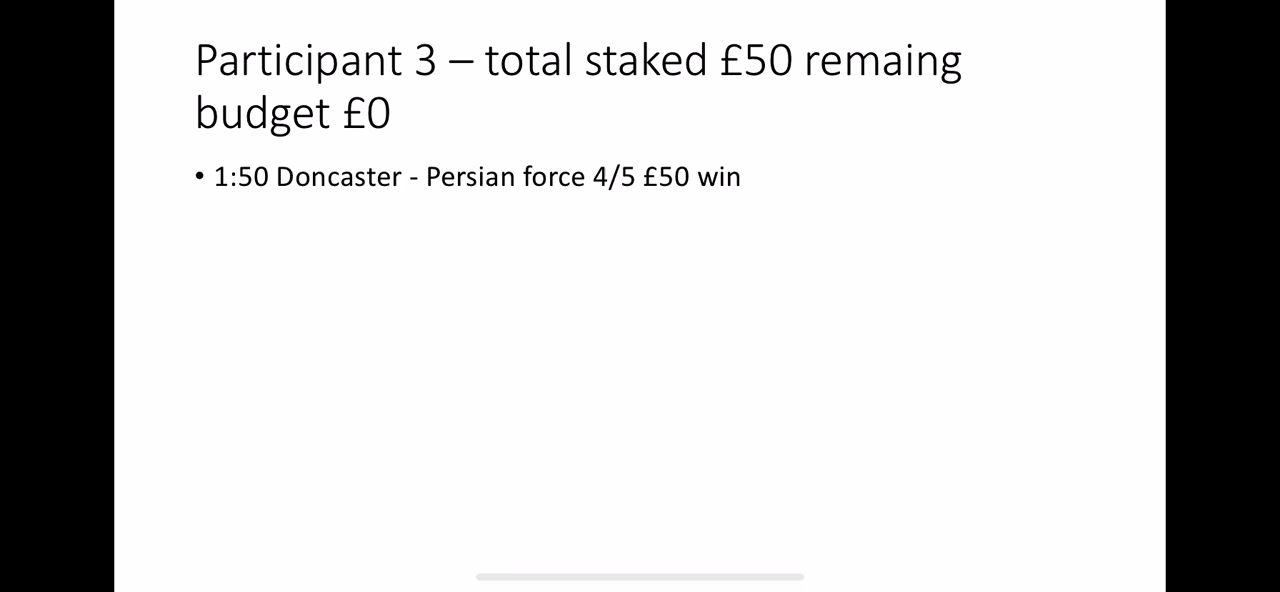 Participant 3 – total staked £50 remaing
budget £0
• 1:50 Doncaster - Persian force 4/5 £50 win